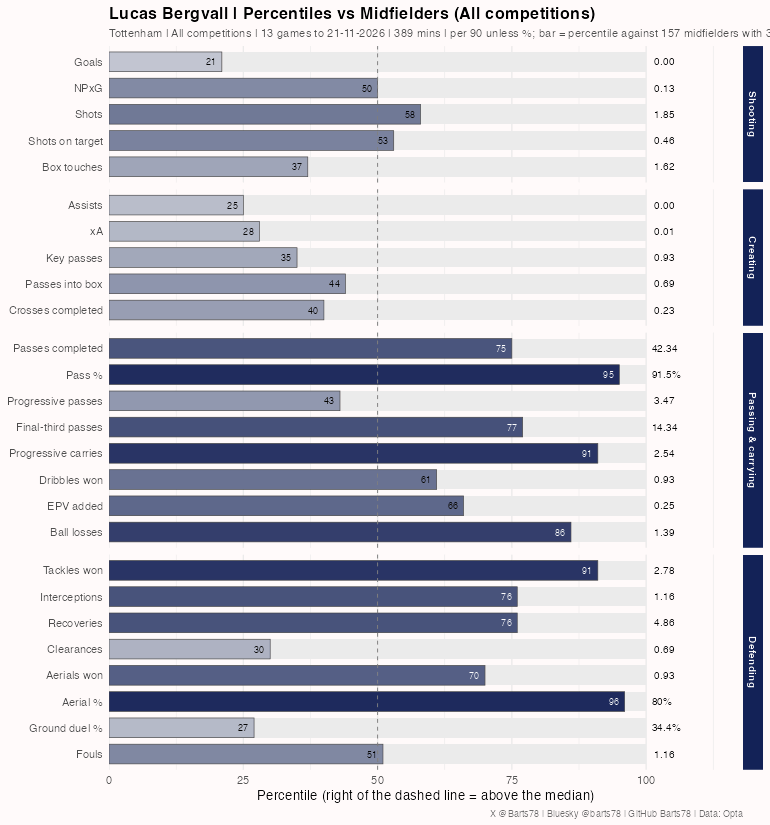 Lucas Bergvall | Percentiles vs Midfielders (All competitions)
Tottenham | All competitions | 13 games to 21-11-2026 | 389 mins | per 90 unless %; bar = percentile against 157 midfielders with 3
Goals 21 0.00
NPxG 50 0.13
Shots 58 1.85
Shots on target 53 0.46
Box touches 37 1.62
Shooting
Assists 25 0.00
xA 28 0.01
Key passes 35 0.93
Passes into box 44 0.69
Crosses completed 40 0.23
Creating
Passes completed 75 42.34
Pass % 95 91.5%
Progressive passes 43 3.47
Final-third passes 77 14.34
Progressive carries 91 2.54
Dribbles won 61 0.93
EPV added 66 0.25
Ball losses 86 1.39
Passing & carrying
Tackles won 91 2.78
Interceptions 76 1.16
Recoveries 76 4.86
Clearances 30 0.69
Aerials won 70 0.93
Aerial % 96 80%
Ground duel % 27 34.4%
Fouls 51 1.16
Defending
0 25 50 75 100
Percentile (right of the dashed line = above the median)
X @Barts78 | Bluesky @barts78 | GitHub Barts78 | Data: Opta